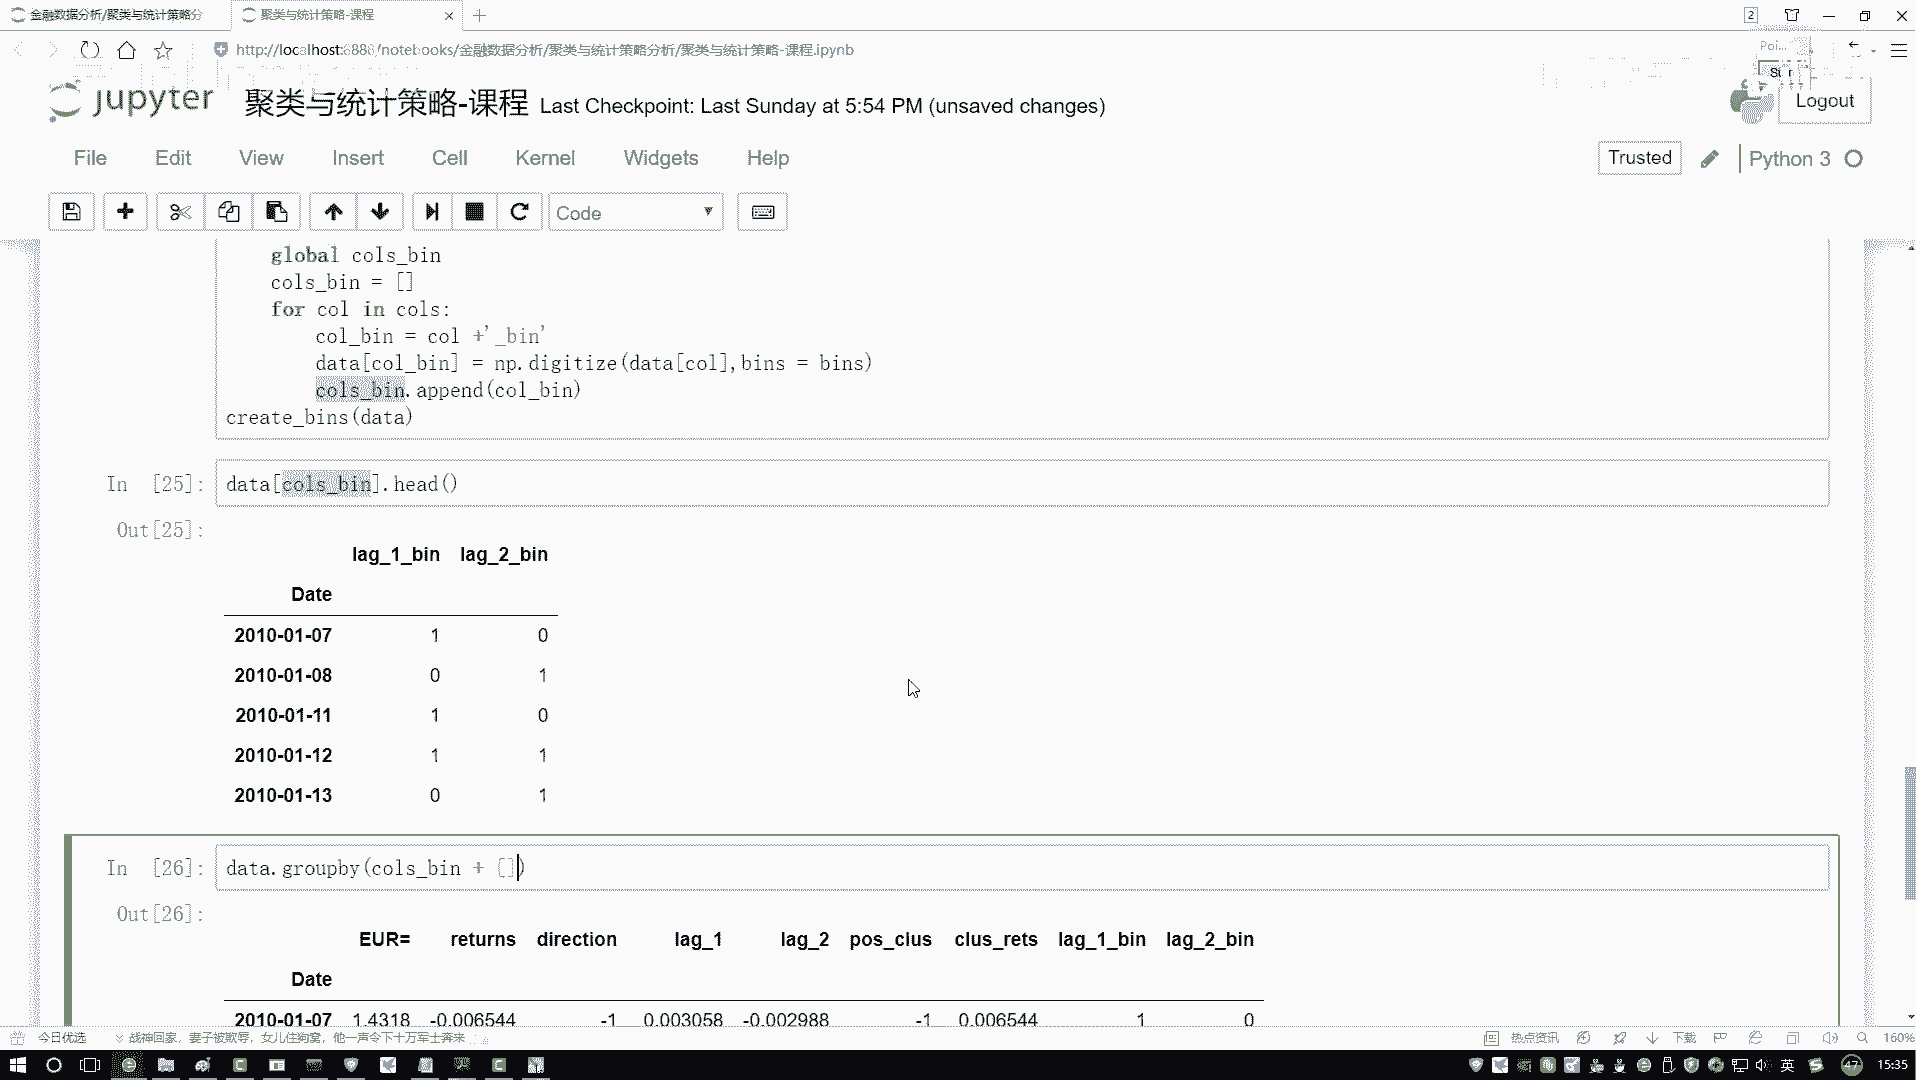 金融数据分析/聚类与统计策略分
聚类与统计策略-课程
2
http://localhost:8888/notebooks/金融数据分析/聚类与统计策略分析/聚类与统计策略-课程.ipynb
jupyter 聚类与统计策略-课程 Last Checkpoint: Last Sunday at 5:54 PM (unsaved changes)
Logout
File Edit View Insert Cell Kernel Widgets Help
Trusted Python 3
Code
global cols_bin
cols_bin = []
for col in cols:
col_bin = col +'_bin'
data[col_bin] = np.digitize(data[col],bins = bins)
cols_bin.append(col_bin)
create_bins(data)
In [25]: data[cols_bin].head()
Out[25]:
lag_1_bin lag_2_bin
Date
2010-01-07 1 0
2010-01-08 0 1
2010-01-11 1 0
2010-01-12 1 1
2010-01-13 0 1
In [26]: data.groupby(cols_bin + [])
Out[26]:
EUR= returns direction lag_1 lag_2 pos_clus clus_rets lag_1_bin lag_2_bin
Date
2010-01-07 1.4318 -0.006544 -1 0.003058 -0.002988 -1 0.006544 1 0
今日优选 战神回家，妻子被欺辱，女儿住狗窝，他一声令下十万军士奔来
热点资讯 下载 160%
英 47 15:35